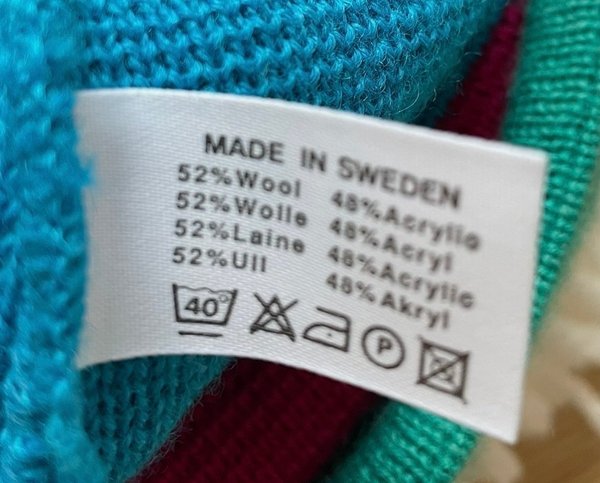 MADE IN SWEDEN
52%Wool 48%Acrylic
52%Wolle 48%Acryl
52%Laine 48%Acrylic
52%Ull 48%Akryl
40° P